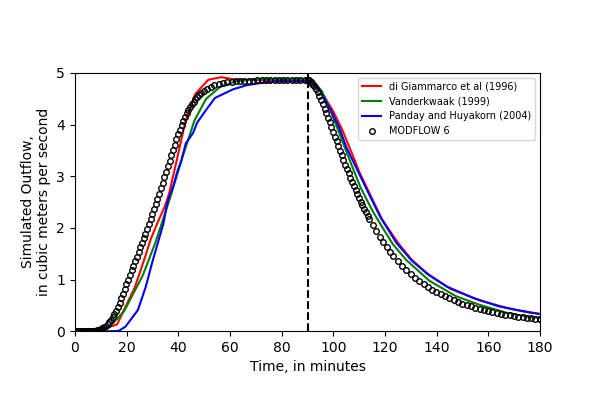 di Giammarco et al (1996)
Vanderkwaak (1999)
Panday and Huyakorn (2004)
MODFLOW 6
Simulated Outflow,
in cubic meters per second
5
4
3
2
1
0
0 20 40 60 80 100 120 140 160 180
Time, in minutes